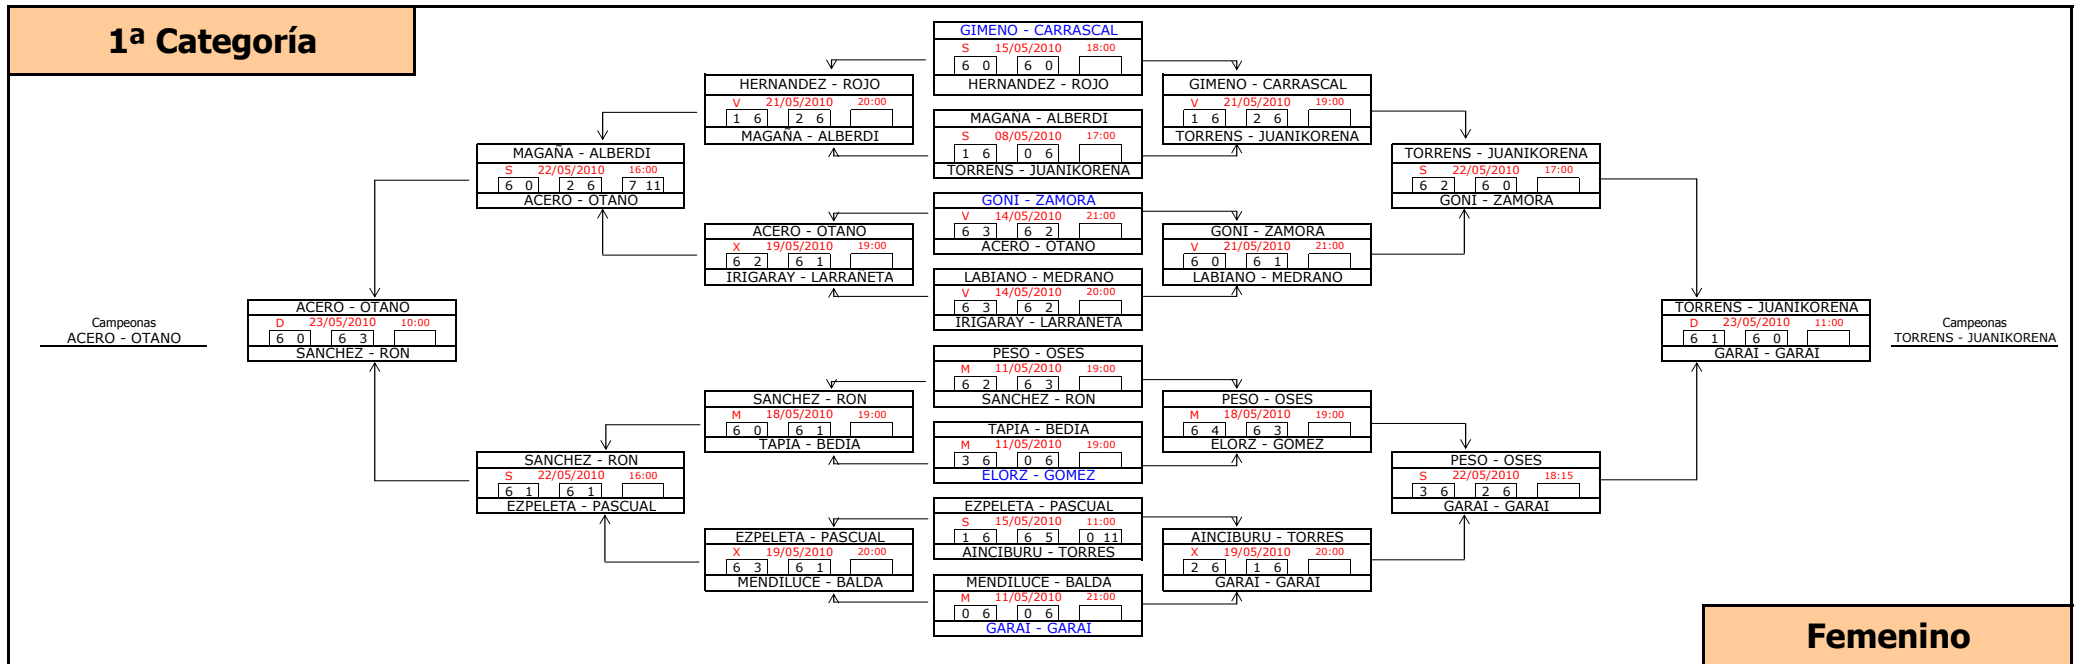 1ª Categoría
GIMENO - CARRASCAL
S 15/05/2010 18:00
6 0 6 0
HERNANDEZ - ROJO
MAGAÑA - ALBERDI
S 08/05/2010 17:00
1 6 0 6
TORRENS - JUANIKORENA
GOÑI - ZAMORA
V 14/05/2010 21:00
6 3 6 2
ACERO - OTANO
LABIANO - MEDRANO
V 14/05/2010 20:00
6 3 6 2
IRIGARAY - LARRAÑETA
PESO - OSES
M 11/05/2010 19:00
6 2 6 3
SANCHEZ - RON
TAPIA - BEDIA
M 11/05/2010 19:00
3 6 0 6
ELORZ - GOMEZ
EZPELETA - PASCUAL
S 15/05/2010 11:00
1 6 6 5 0 11
AINCIBURU - TORRES
MENDILUCE - BALDA
M 11/05/2010 21:00
0 6 0 6
GARAI - GARAI
HERNANDEZ - ROJO
V 21/05/2010 20:00
1 6 2 6
MAGAÑA - ALBERDI
ACERO - OTANO
X 19/05/2010 19:00
6 2 6 1
IRIGARAY - LARRAÑETA
SANCHEZ - RON
M 18/05/2010 19:00
6 0 6 1
TAPIA - BEDIA
EZPELETA - PASCUAL
X 19/05/2010 20:00
6 3 6 1
MENDILUCE - BALDA
MAGAÑA - ALBERDI
S 22/05/2010 16:00
6 0 2 6 7 11
ACERO - OTANO
SANCHEZ - RON
S 22/05/2010 16:00
6 1 6 1
EZPELETA - PASCUAL
ACERO - OTANO
D 23/05/2010 10:00
6 0 6 3
SANCHEZ - RON
Campeonas
ACERO - OTANO
GIMENO - CARRASCAL
V 21/05/2010 19:00
1 6 2 6
TORRENS - JUANIKORENA
GOÑI - ZAMORA
V 21/05/2010 21:00
6 0 6 1
LABIANO - MEDRANO
PESO - OSES
M 18/05/2010 19:00
6 4 6 3
ELORZ - GOMEZ
AINCIBURU - TORRES
X 19/05/2010 20:00
2 6 1 6
GARAI - GARAI
TORRENS - JUANIKORENA
S 22/05/2010 17:00
6 2 6 0
GOÑI - ZAMORA
PESO - OSES
S 22/05/2010 18:15
3 6 2 6
GARAI - GARAI
TORRENS - JUANIKORENA
D 23/05/2010 11:00
6 1 6 0
GARAI - GARAI
Campeonas
TORRENS - JUANIKORENA
Femenino